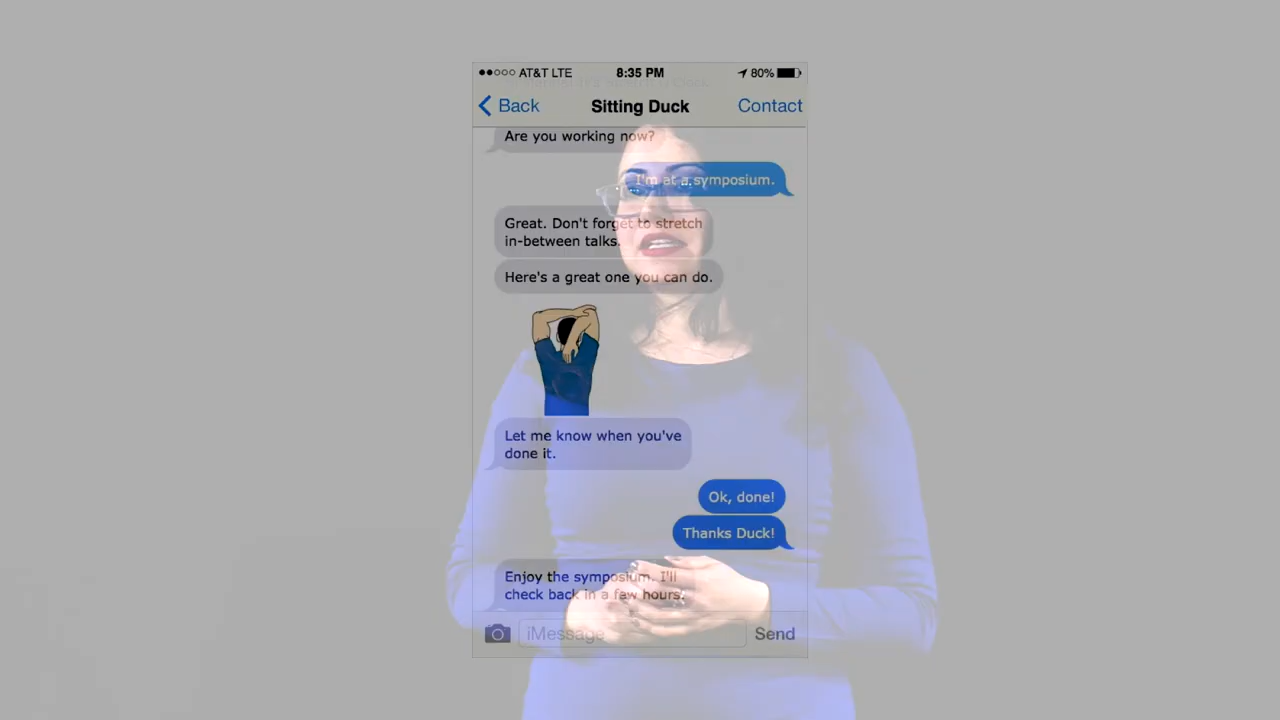 AT&T LTE 8:35 PM 80%
Back Sitting Duck Contact
Are you working now?
I'm at a symposium.
Great. Don't forget to stretch
in-between talks.
Here's a great one you can do.
Let me know when you've
done it.
Ok, done!
Thanks Duck!
Enjoy the symposium. I'll
check back in a few hours.
iMessage Send